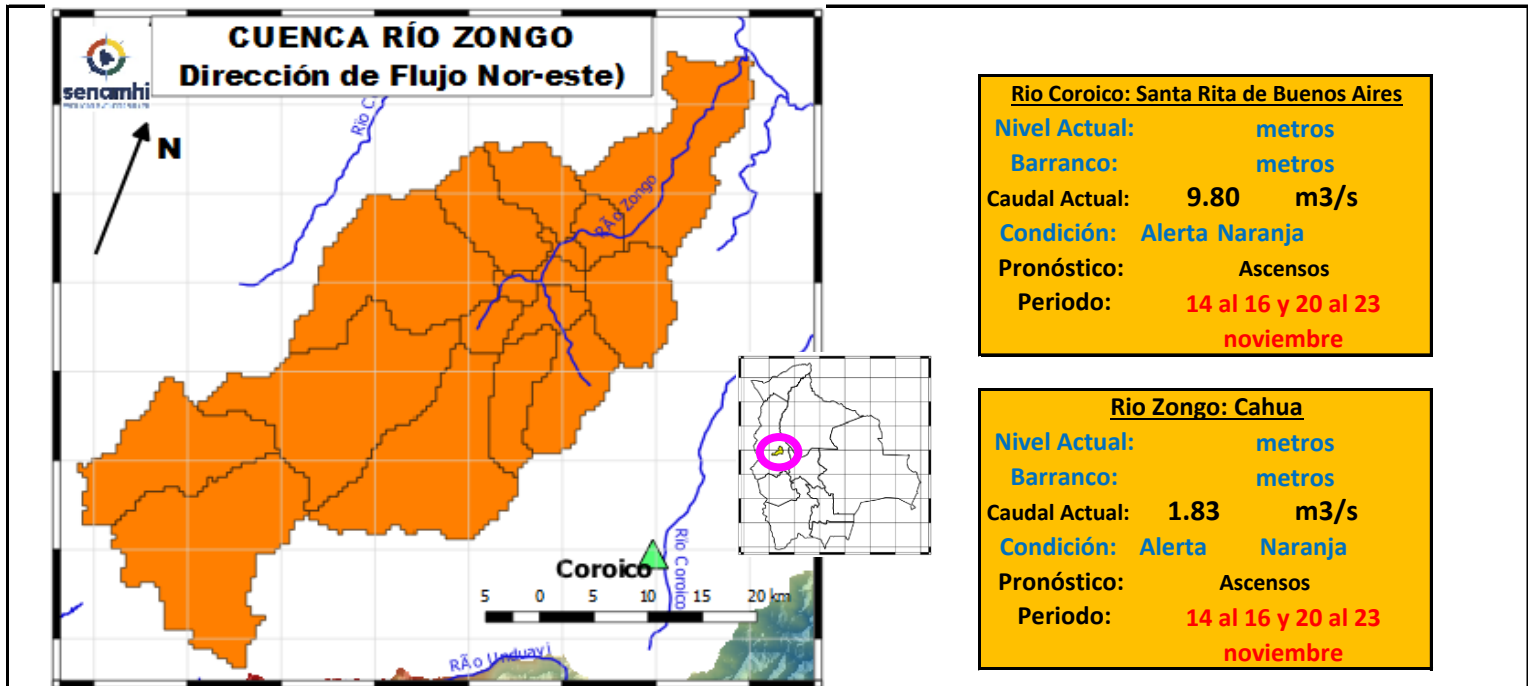 CUENCA RÍO ZONGO
Dirección de Flujo Nor-este)
senamhi
N
RÃo Zongo
Coroico
Río Coroico
5 0 5 10 15 20 km
RÃo Unduavi
Rio Coroico: Santa Rita de Buenos Aires
Nivel Actual: metros
Barranco: metros
Caudal Actual: 9.80 m3/s
Condición: Alerta Naranja
Pronóstico: Ascensos
Periodo: 14 al 16 y 20 al 23
noviembre
Rio Zongo: Cahua
Nivel Actual: metros
Barranco: metros
Caudal Actual: 1.83 m3/s
Condición: Alerta Naranja
Pronóstico: Ascensos
Periodo: 14 al 16 y 20 al 23
noviembre